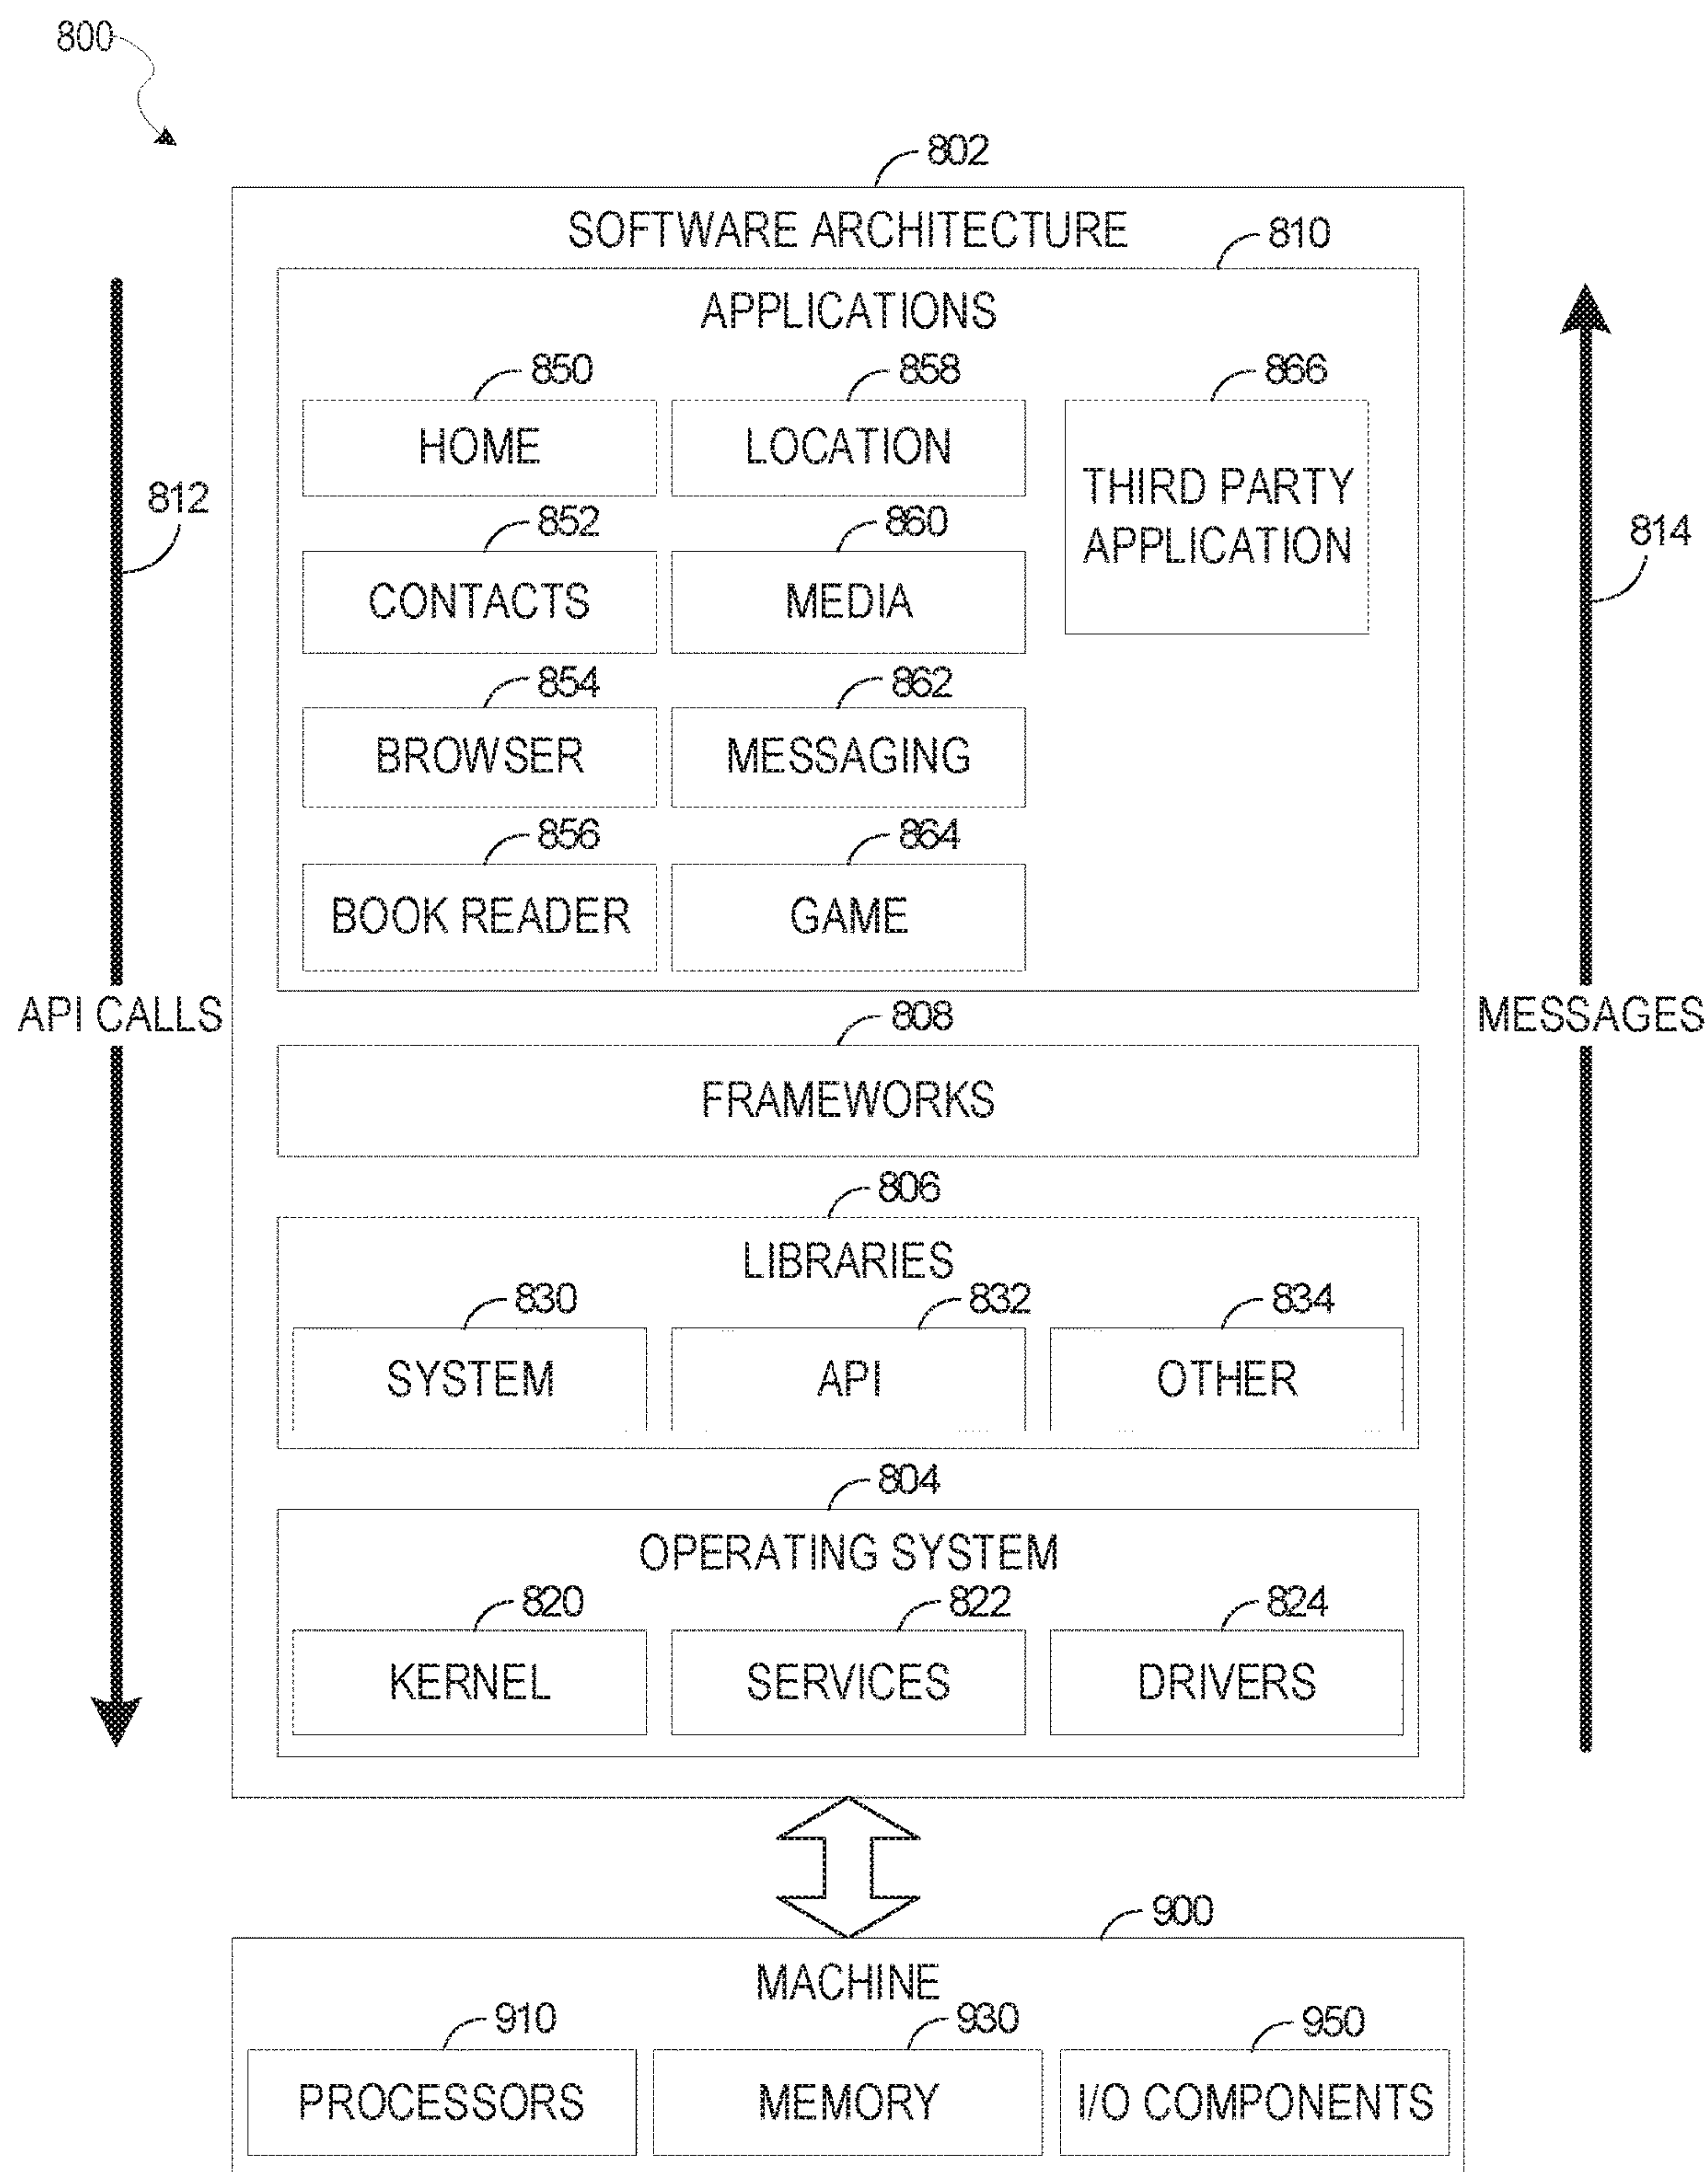 800
802
SOFTWARE ARCHITECTURE
810
APPLICATIONS
850 858 866
HOME LOCATION
THIRD PARTY
APPLICATION
812
814
852 860
CONTACTS MEDIA
854 862
BROWSER MESSAGING
856 864
BOOK READER GAME
API CALLS
MESSAGES
808
FRAMEWORKS
806
LIBRARIES
830 832 834
SYSTEM API OTHER
804
OPERATING SYSTEM
820 822 824
KERNEL SERVICES DRIVERS
900
MACHINE
910 930 950
PROCESSORS MEMORY I/O COMPONENTS